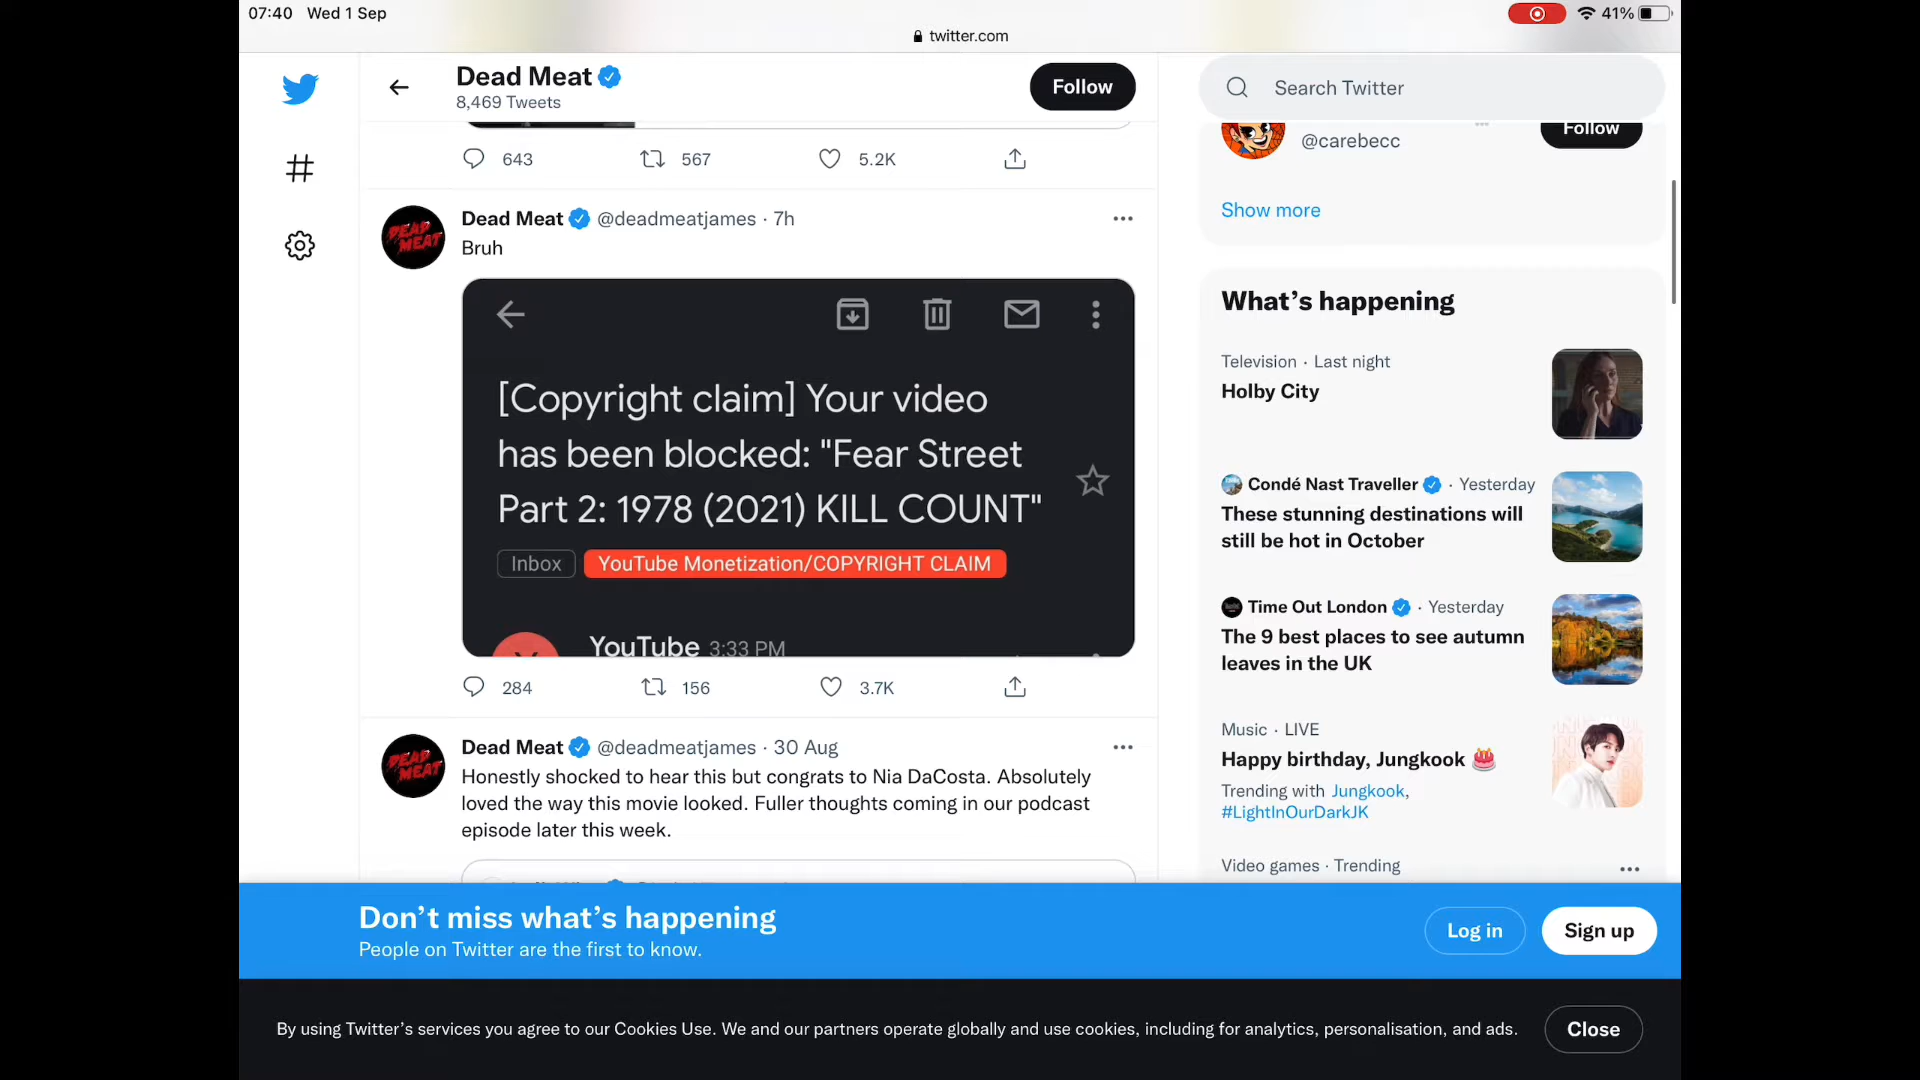 07:40 Wed 1 Sep
41%
twitter.com
Dead Meat
8,469 Tweets
Follow
Search Twitter
643 567 5.2K
@carebecc
Follow
Show more
DEAD MEAT
Dead Meat @deadmeatjames · 7h
Bruh
[Copyright claim] Your video
has been blocked: "Fear Street
Part 2: 1978 (2021) KILL COUNT"
Inbox YouTube Monetization/COPYRIGHT CLAIM
YouTube 3:33 PM
284 156 3.7K
DEAD MEAT
Dead Meat @deadmeatjames · 30 Aug
Honestly shocked to hear this but congrats to Nia DaCosta. Absolutely
loved the way this movie looked. Fuller thoughts coming in our podcast
episode later this week.
What's happening
Television · Last night
Holby City
Condé Nast Traveller · Yesterday
These stunning destinations will
still be hot in October
Time Out London · Yesterday
The 9 best places to see autumn
leaves in the UK
Music · LIVE
Happy birthday, Jungkook
Trending with Jungkook,
#LightInOurDarkJK
Video games · Trending
Don't miss what's happening
People on Twitter are the first to know.
Log in
Sign up
By using Twitter's services you agree to our Cookies Use. We and our partners operate globally and use cookies, including for analytics, personalisation, and ads.
Close